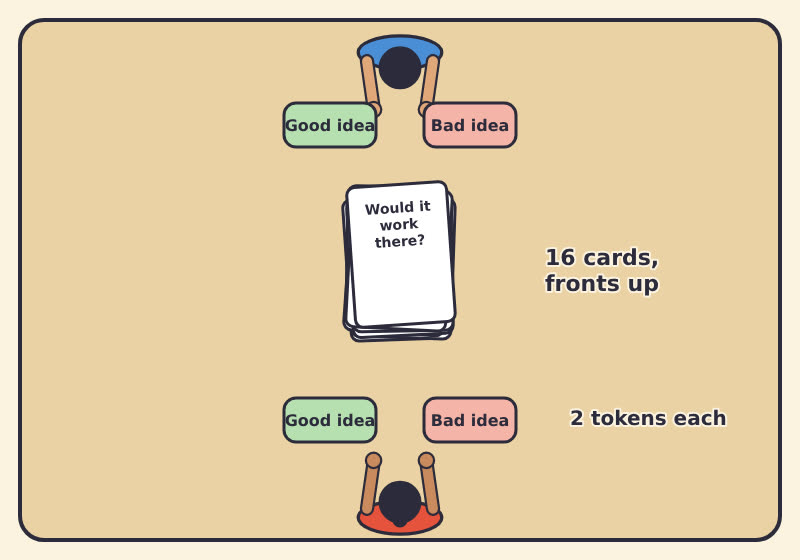 Good idea
Bad idea
Would it
work
there?
16 cards,
fronts up
Good idea
Bad idea
2 tokens each